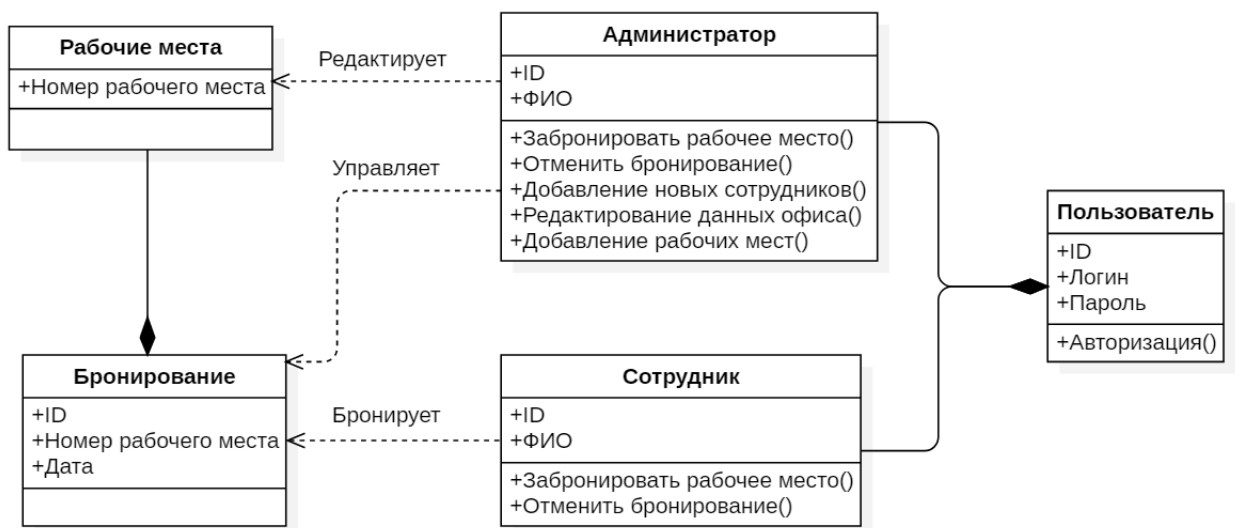 Рабочие места
+Номер рабочего места
Редактирует
Администратор
+ID
+ФИО
+Забронировать рабочее место()
+Отменить бронирование()
+Добавление новых сотрудников()
+Редактирование данных офиса()
+Добавление рабочих мест()
Управляет
Пользователь
+ID
+Логин
+Пароль
+Авторизация()
Бронирование
+ID
+Номер рабочего места
+Дата
Бронирует
Сотрудник
+ID
+ФИО
+Забронировать рабочее место()
+Отменить бронирование()